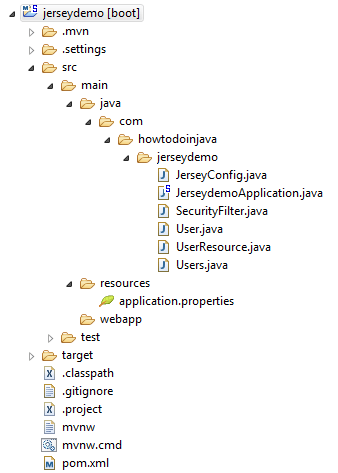 jerseydemo [boot]
.mvn
.settings
src
main
java
com
howtodoinjava
jerseydemo
JerseyConfig.java
JerseydemoApplication.java
SecurityFilter.java
User.java
UserResource.java
Users.java
resources
application.properties
webapp
test
target
.classpath
.gitignore
.project
mvnw
mvnw.cmd
pom.xml